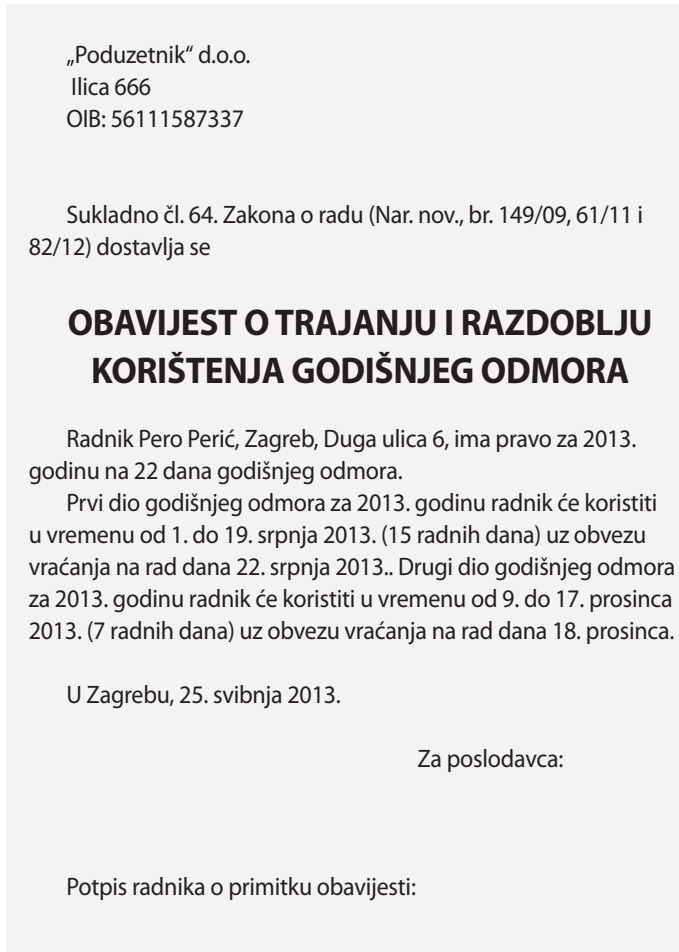 „Poduzetnik“ d.o.o.
Ilica 666
OIB: 56111587337
Sukladno čl. 64. Zakona o radu (Nar. nov., br. 149/09, 61/11 i
82/12) dostavlja se
OBAVIJEST O TRAJANJU I RAZDOBLJU
KORIŠTENJA GODIŠNJEG ODMORA
Radnik Pero Perić, Zagreb, Duga ulica 6, ima pravo za 2013.
godinu na 22 dana godišnjeg odmora.
Prvi dio godišnjeg odmora za 2013. godinu radnik će koristiti
u vremenu od 1. do 19. srpnja 2013. (15 radnih dana) uz obvezu
vraćanja na rad dana 22. srpnja 2013.. Drugi dio godišnjeg odmora
za 2013. godinu radnik će koristiti u vremenu od 9. do 17. prosinca
2013. (7 radnih dana) uz obvezu vraćanja na rad dana 18. prosinca.
U Zagrebu, 25. svibnja 2013.
Za poslodavca:
Potpis radnika o primitku obavijesti: